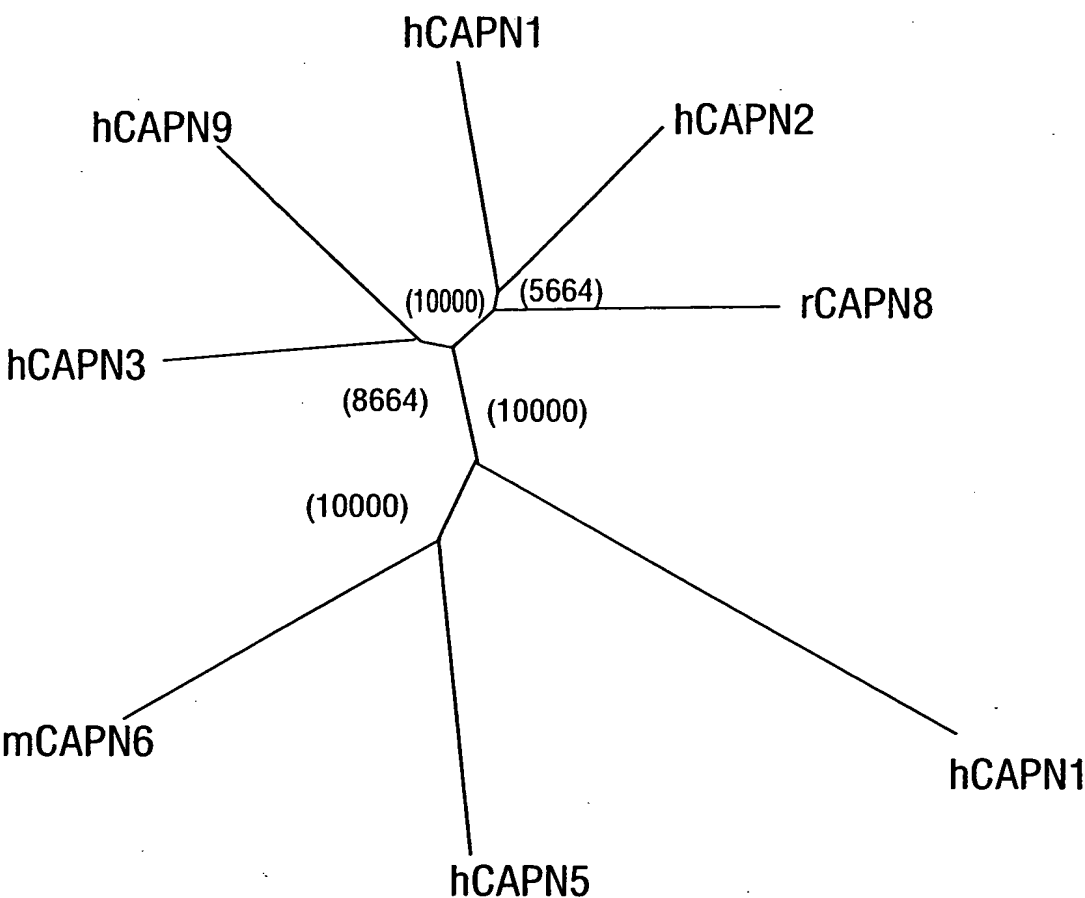 hCAPN1
hCAPN2
hCAPN9
(5664)
(10000)
rCAPN8
hCAPN3
(8664)
(10000)
(10000)
mCAPN6
hCAPN1
hCAPN5